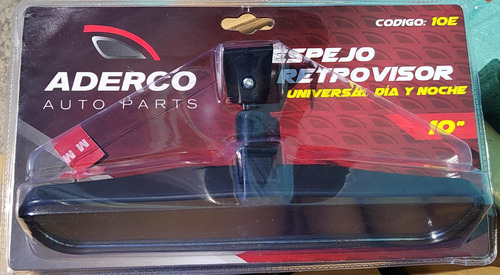 CODIGO: 10E
ADERCO
AUTO PARTS
ESPEJO
RETROVISOR
UNIVERSAL DÍA Y NOCHE
10"